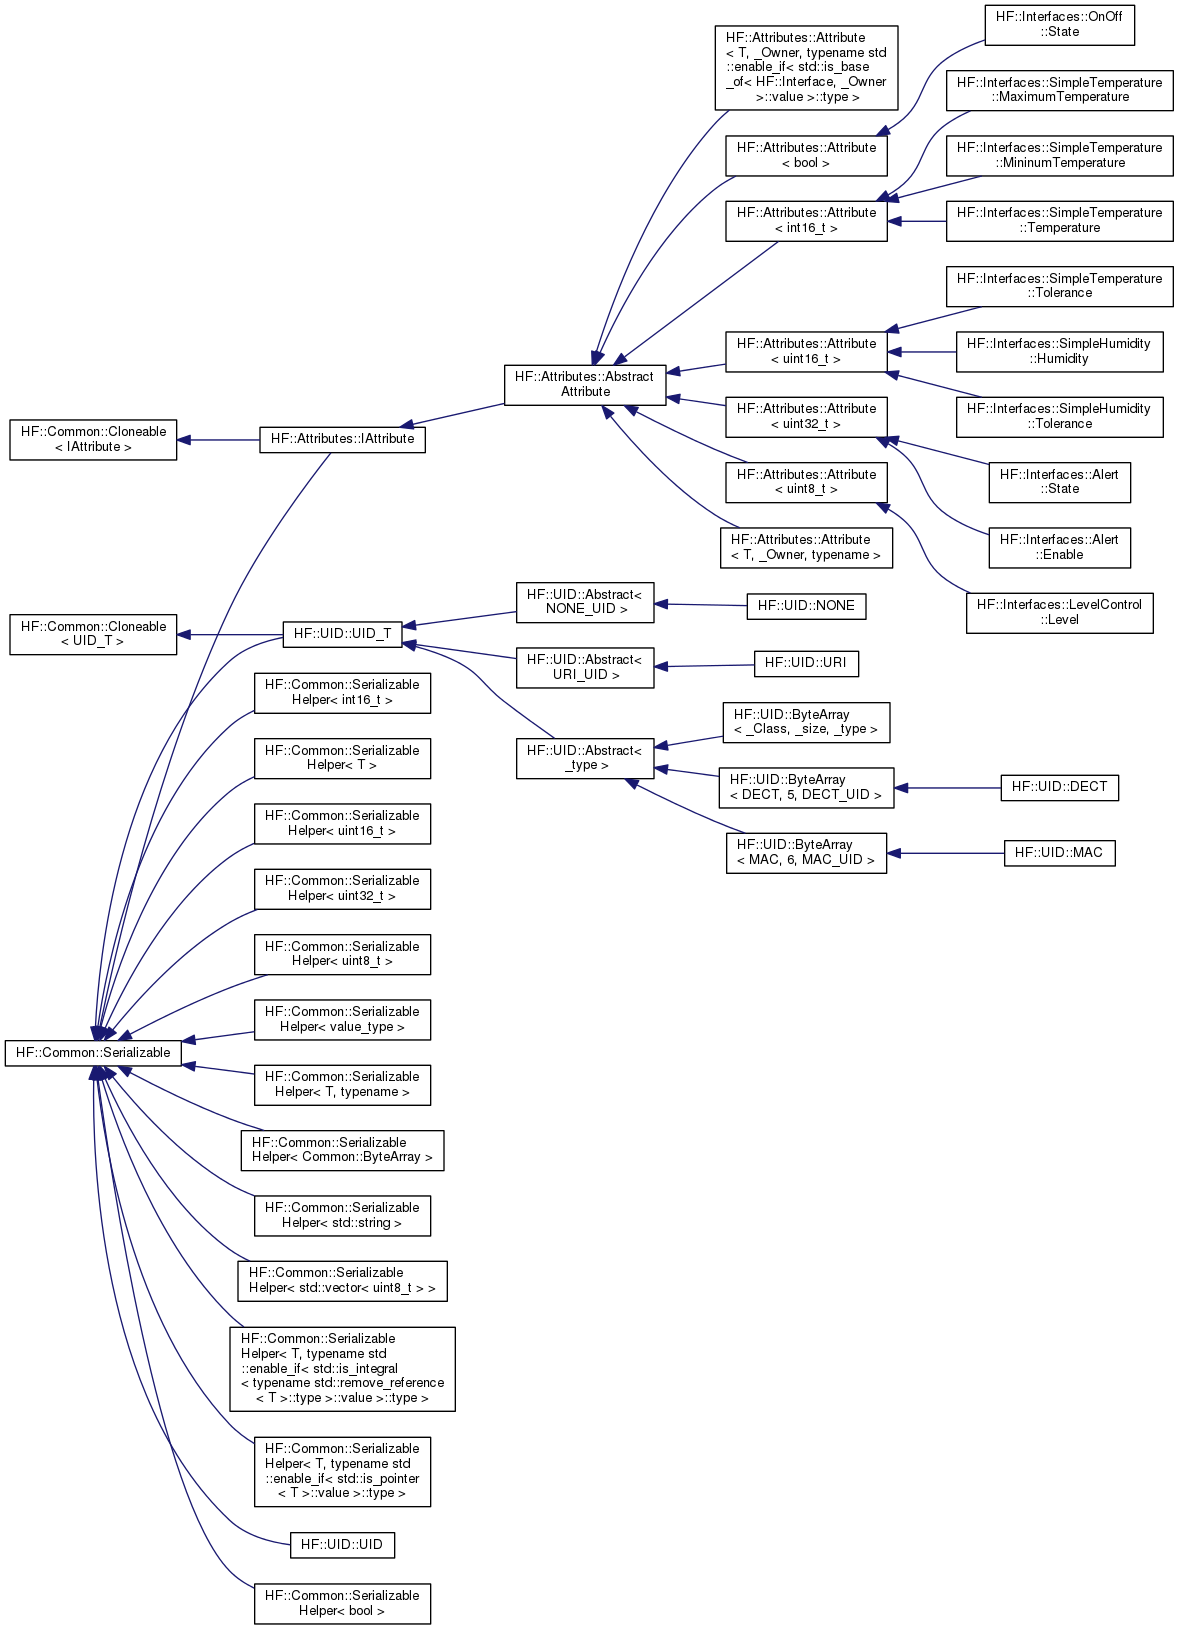 HF::Interfaces::OnOff
::State
HF::Attributes::Attribute
< T, _Owner, typename std
::enable_if< std::is_base
_of< HF::Interface, _Owner
>::value >::type >
HF::Interfaces::SimpleTemperature
::MaximumTemperature
HF::Attributes::Attribute
< bool >
HF::Interfaces::SimpleTemperature
::MininumTemperature
HF::Attributes::Attribute
< int16_t >
HF::Interfaces::SimpleTemperature
::Temperature
HF::Interfaces::SimpleTemperature
::Tolerance
HF::Attributes::Attribute
< uint16_t >
HF::Interfaces::SimpleHumidity
::Humidity
HF::Attributes::Abstract
Attribute
HF::Attributes::Attribute
< uint32_t >
HF::Interfaces::SimpleHumidity
::Tolerance
HF::Common::Cloneable
< IAttribute >
HF::Attributes::IAttribute
HF::Attributes::Attribute
< uint8_t >
HF::Interfaces::Alert
::State
HF::Attributes::Attribute
< T, _Owner, typename >
HF::Interfaces::Alert
::Enable
HF::Interfaces::LevelControl
::Level
HF::Common::Cloneable
< UID_T >
HF::UID::UID_T
HF::UID::Abstract<
NONE_UID >
HF::UID::NONE
HF::UID::Abstract<
URI_UID >
HF::UID::URI
HF::Common::Serializable
Helper< int16_t >
HF::UID::ByteArray
< _Class, _size, _type >
HF::Common::Serializable
Helper< T >
HF::UID::Abstract<
_type >
HF::UID::ByteArray
< DECT, 5, DECT_UID >
HF::UID::DECT
HF::Common::Serializable
Helper< uint16_t >
HF::UID::ByteArray
< MAC, 6, MAC_UID >
HF::UID::MAC
HF::Common::Serializable
Helper< uint32_t >
HF::Common::Serializable
Helper< uint8_t >
HF::Common::Serializable
Helper< value_type >
HF::Common::Serializable
HF::Common::Serializable
Helper< T, typename >
HF::Common::Serializable
Helper< Common::ByteArray >
HF::Common::Serializable
Helper< std::string >
HF::Common::Serializable
Helper< std::vector< uint8_t > >
HF::Common::Serializable
Helper< T, typename std
::enable_if< std::is_integral
< typename std::remove_reference
< T >::type >::value >::type >
HF::Common::Serializable
Helper< T, typename std
::enable_if< std::is_pointer
< T >::value >::type >
HF::UID::UID
HF::Common::Serializable
Helper< bool >